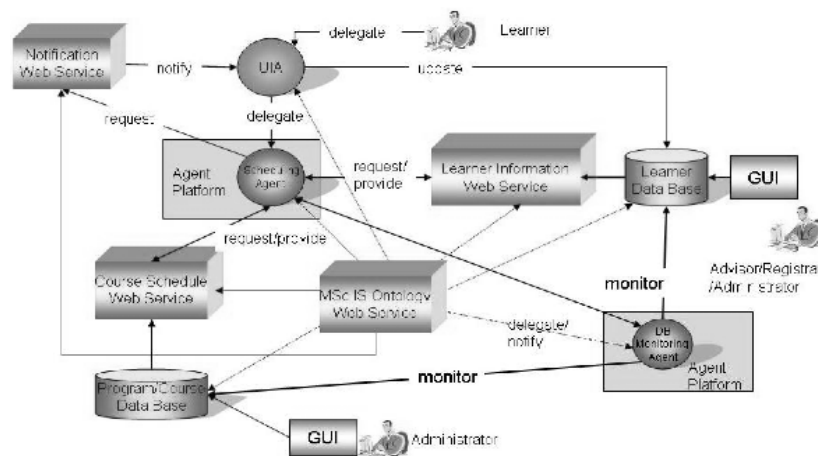 delegate
Learner
Notification
Web Service
notify
UIA
update
request
delegate
Agent
Platform
Scheduling
Agent
request/
provide
Learner Information
Web Service
Learner
Data Base
GUI
request/provide
Advisor/Registra
/Administrator
Course Schedule
Web Service
MSc IS Ontology
Web Service
monitor
delegate/
notify
DB
Monitoring
Agent
monitor
Agent
Platform
Program/Course
Data Base
GUI
Administrator